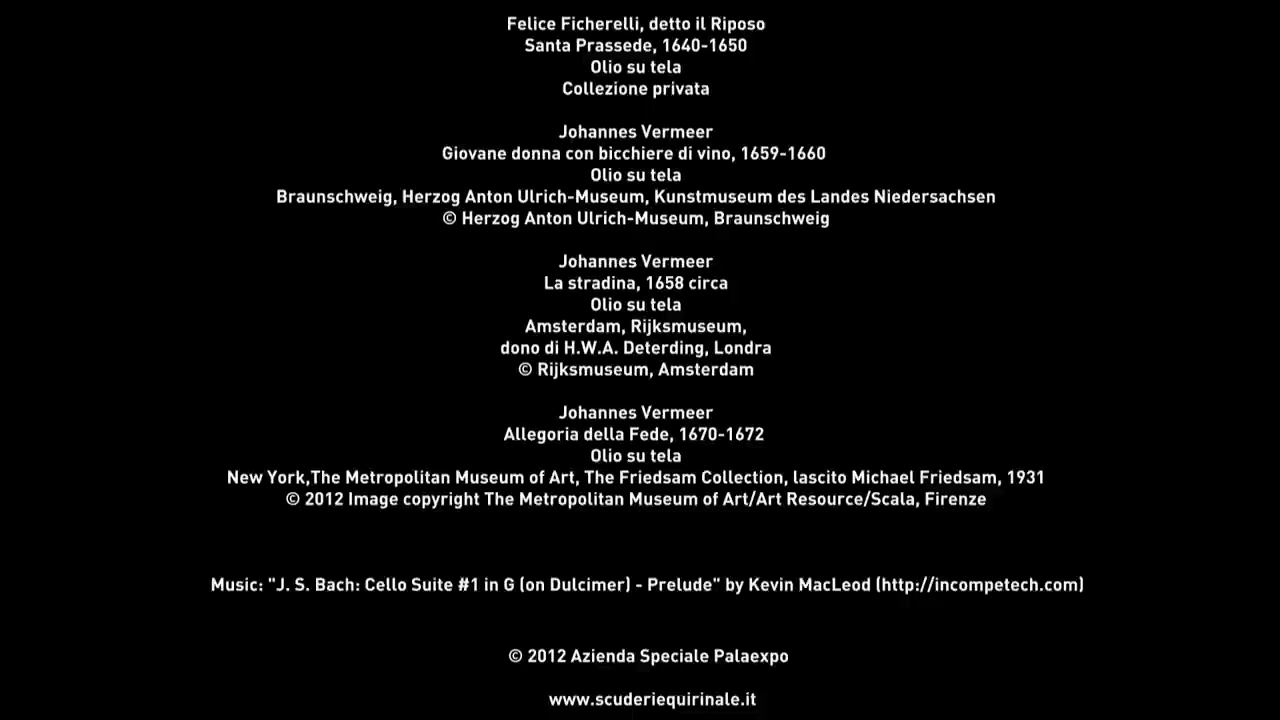 Felice Ficherelli, detto il Riposo
Santa Prassede, 1640-1650
Olio su tela
Collezione privata
Johannes Vermeer
Giovane donna con bicchiere di vino, 1659-1660
Olio su tela
Braunschweig, Herzog Anton Ulrich-Museum, Kunstmuseum des Landes Niedersachsen
© Herzog Anton Ulrich-Museum, Braunschweig
Johannes Vermeer
La stradina, 1658 circa
Olio su tela
Amsterdam, Rijksmuseum,
dono di H.W.A. Deterding, Londra
© Rijksmuseum, Amsterdam
Johannes Vermeer
Allegoria della Fede, 1670-1672
Olio su tela
New York,The Metropolitan Museum of Art, The Friedsam Collection, lascito Michael Friedsam, 1931
© 2012 Image copyright The Metropolitan Museum of Art/Art Resource/Scala, Firenze
Music: "J. S. Bach: Cello Suite #1 in G (on Dulcimer) - Prelude" by Kevin MacLeod (http://incompetech.com)
© 2012 Azienda Speciale Palaexpo
www.scuderiequirinale.it